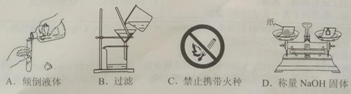 纸
A. 倾倒液体
B. 过滤
C. 禁止携带火种
D. 称量 NaOH 固体